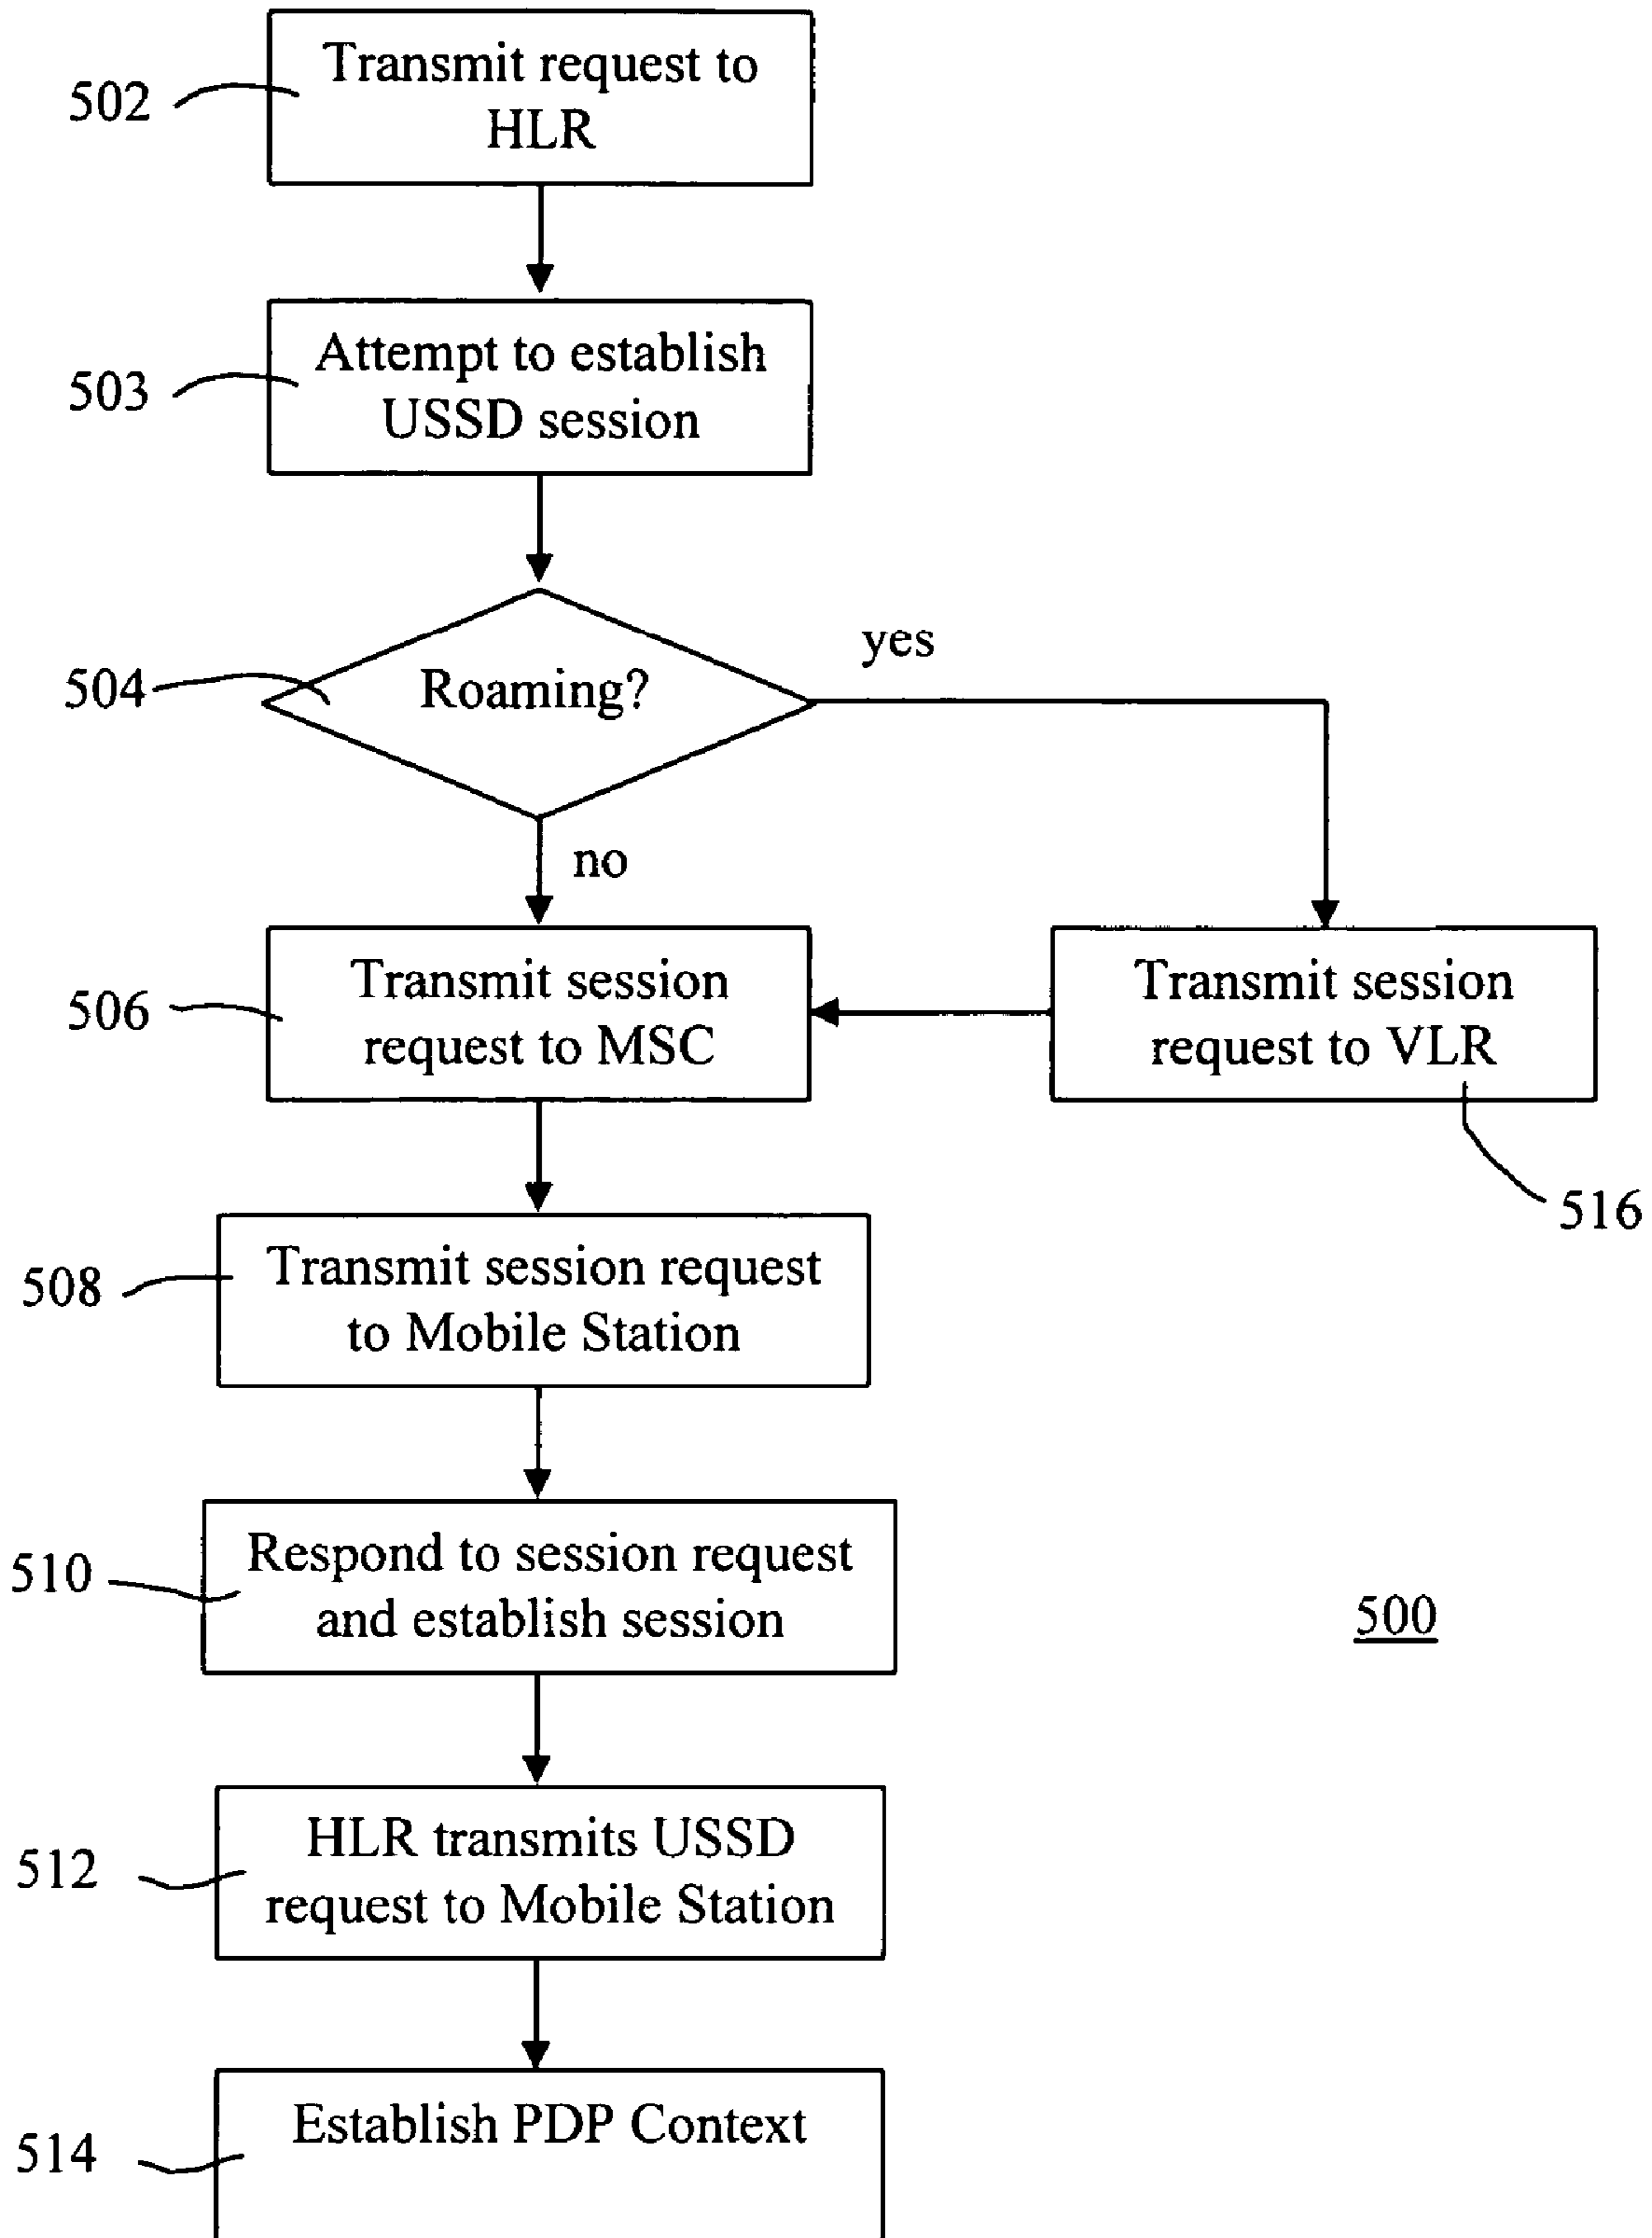 502
Transmit request to
HLR
503
Attempt to establish
USSD session
504
Roaming?
yes
no
506
Transmit session
request to MSC
Transmit session
request to VLR
516
508
Transmit session request
to Mobile Station
510
Respond to session request
and establish session
500
512
HLR transmits USSD
request to Mobile Station
514
Establish PDP Context